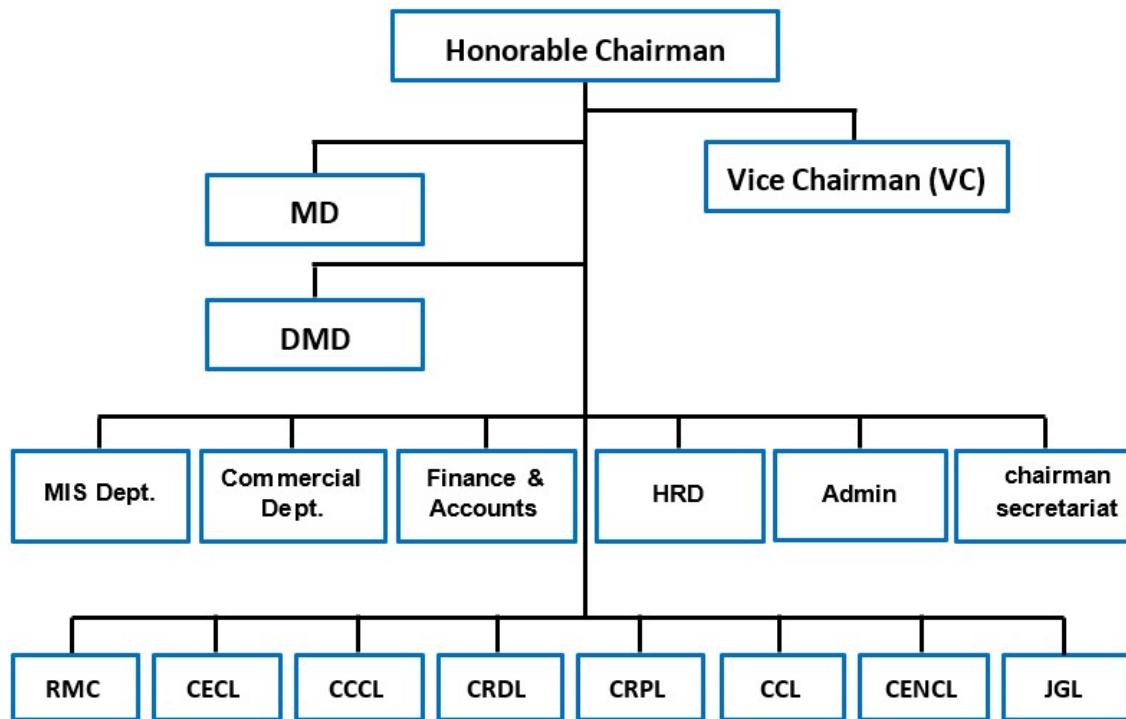 Honorable Chairman
Vice Chairman (VC)
MD
DMD
MIS Dept.
Commercial
Dept.
Finance &
Accounts
HRD
Admin
chairman
secretariat
RMC
CECL
CCCL
CRDL
CRPL
CCL
CENCL
JGL